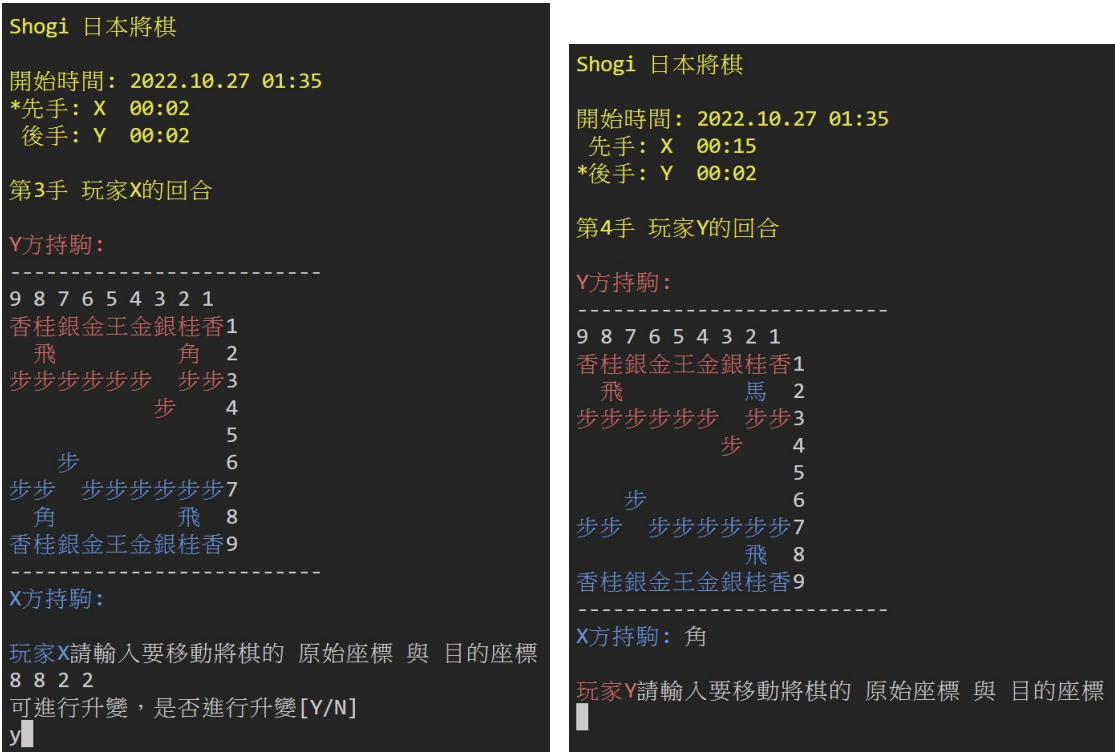 Shogi 日本將棋
開始時間: 2022.10.27 01:35
*先手: X  00:02
 後手: Y  00:02
第3手 玩家X的回合
Y方持駒:
--------------------------
9 8 7 6 5 4 3 2 1
香桂銀金王金銀桂香1
  飛          角  2
步步步步步步  步步3
            步    4
                  5
    步            6
步步  步步步步步步7
  角          飛  8
香桂銀金王金銀桂香9
--------------------------
X方持駒:
玩家X請輸入要移動將棋的 原始座標 與 目的座標
8 8 2 2
可進行升變，是否進行升變[Y/N]
y
Shogi 日本將棋
開始時間: 2022.10.27 01:35
 先手: X  00:15
*後手: Y  00:02
第4手 玩家Y的回合
Y方持駒:
--------------------------
9 8 7 6 5 4 3 2 1
香桂銀金王金銀桂香1
  飛          馬  2
步步步步步步  步步3
            步    4
                  5
    步            6
步步  步步步步步步7
              飛  8
香桂銀金王金銀桂香9
--------------------------
X方持駒: 角
玩家Y請輸入要移動將棋的 原始座標 與 目的座標